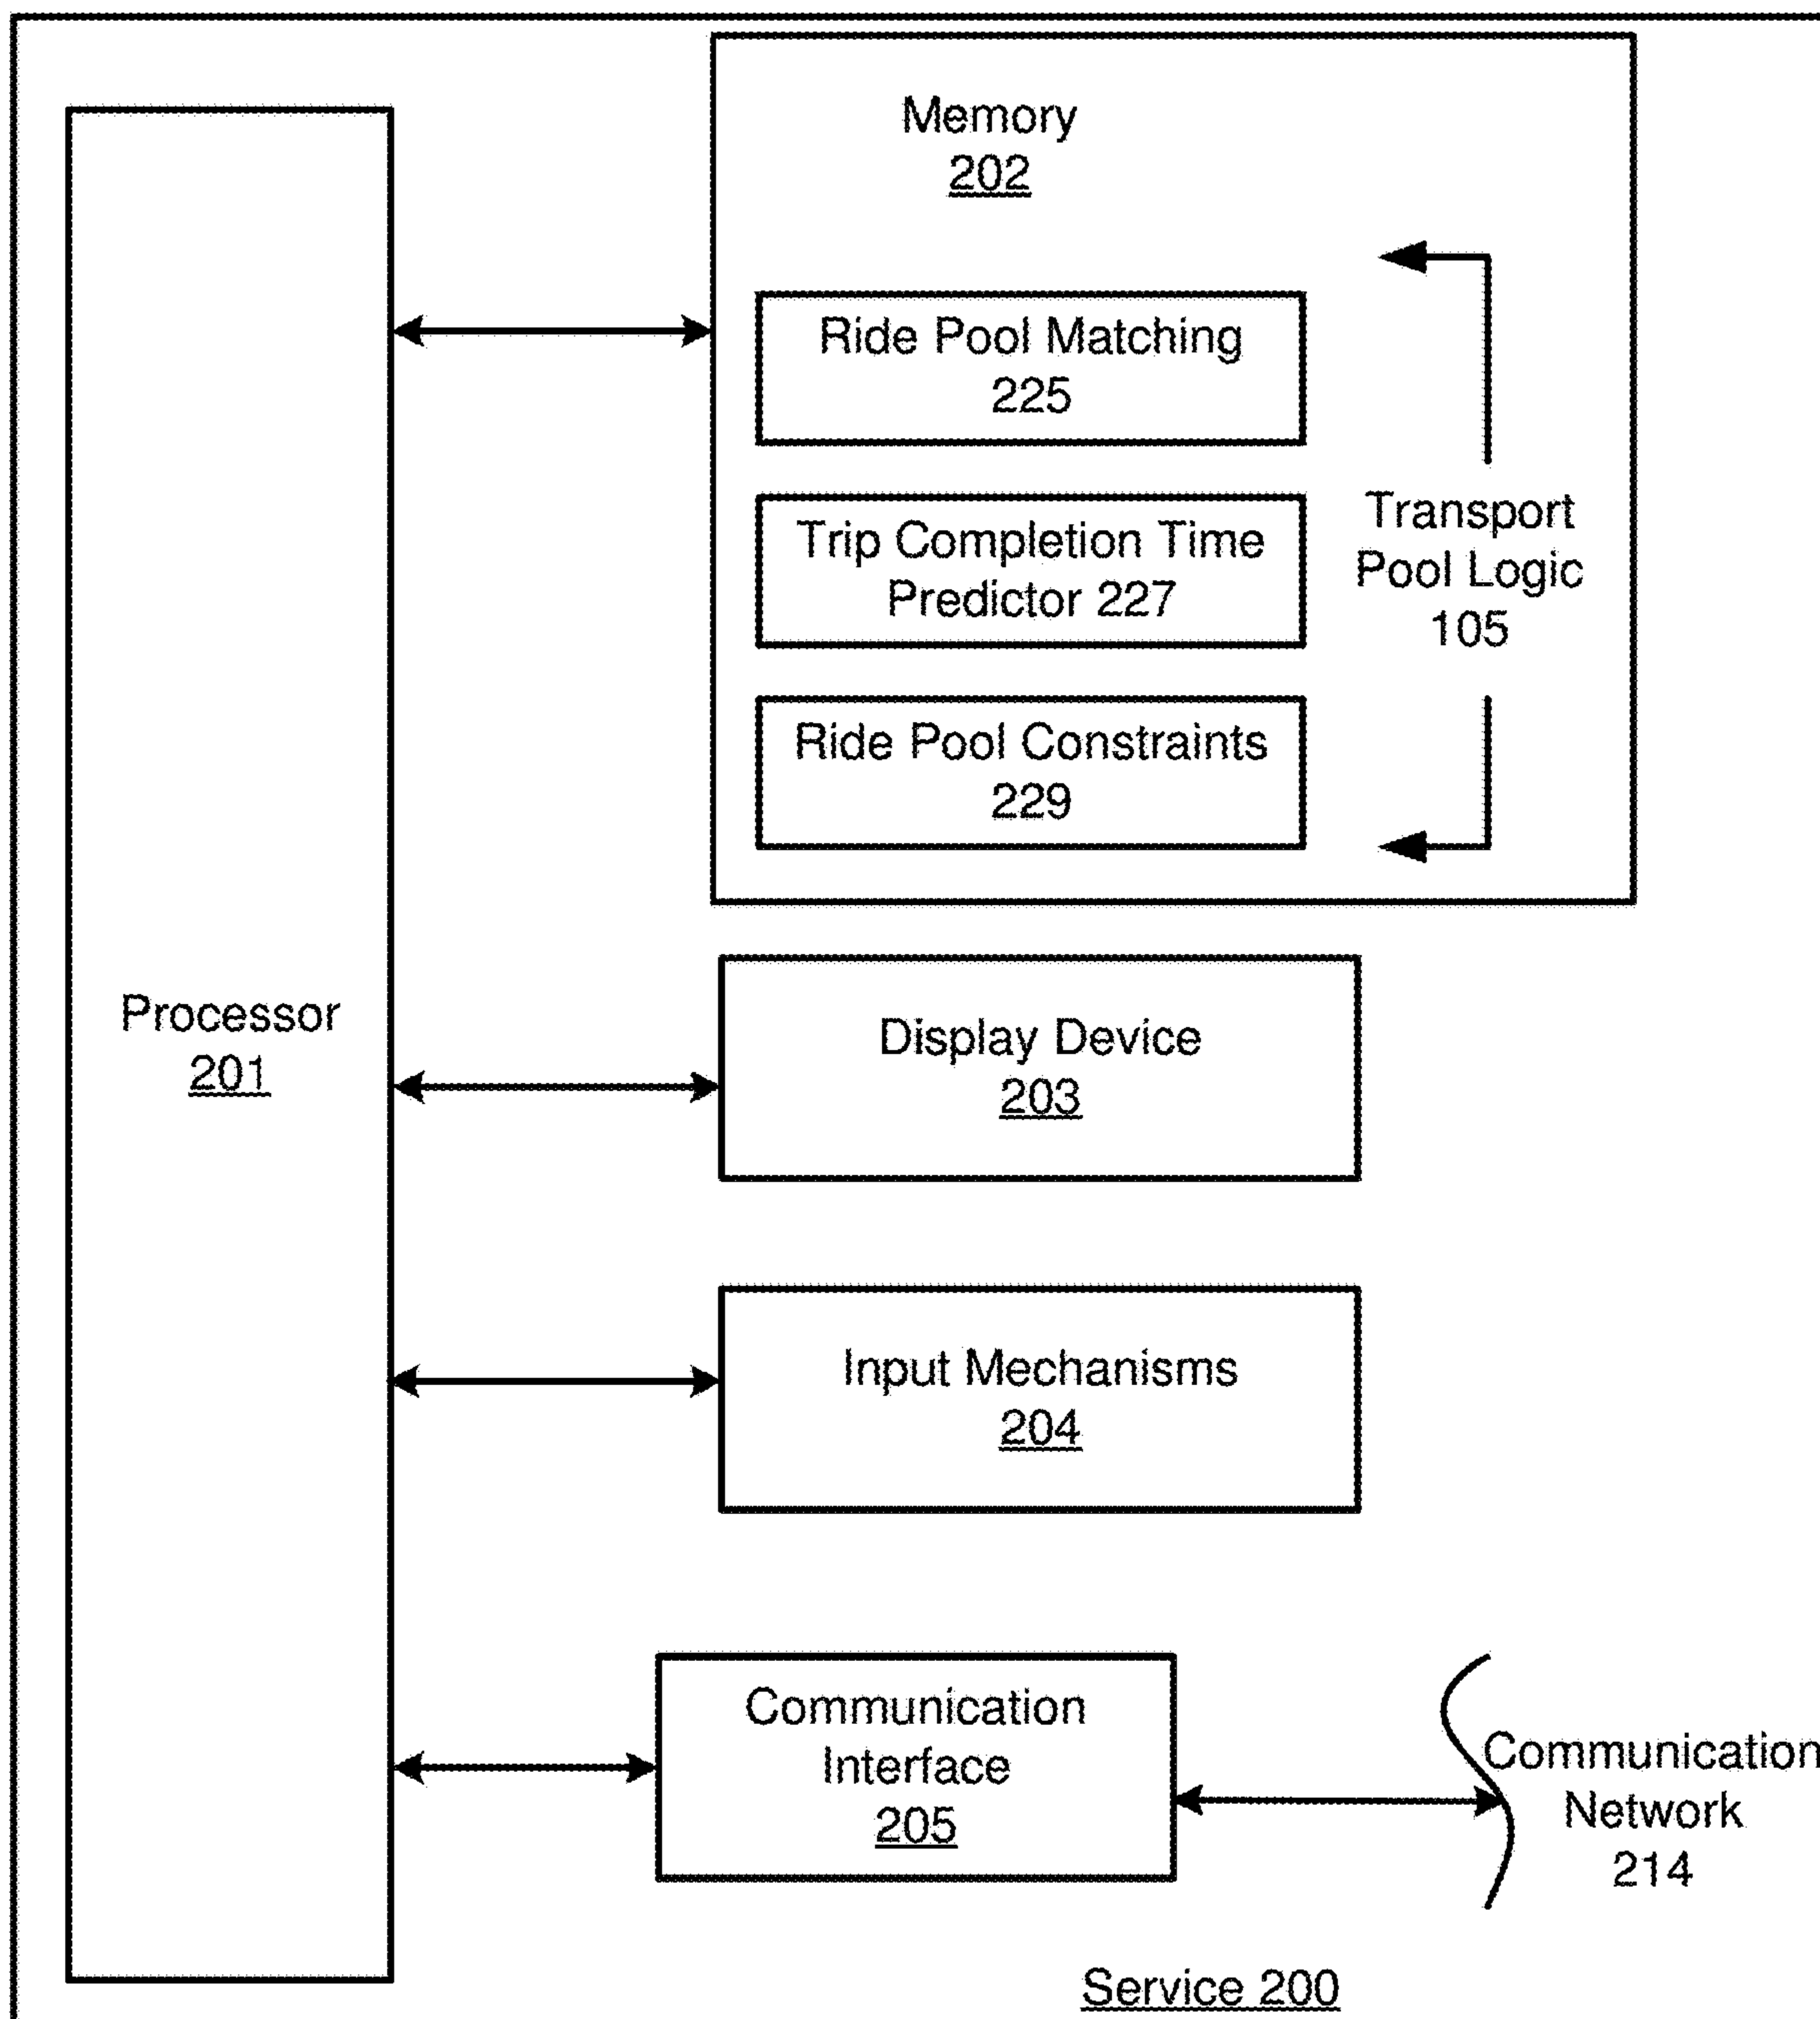 Memory
202
Ride Pool Matching
225
Trip Completion Time
Predictor 227
Ride Pool Constraints
229
Transport
Pool Logic
105
Processor
201
Display Device
203
Input Mechanisms
204
Communication
Interface
205
Communication
Network
214
Service 200